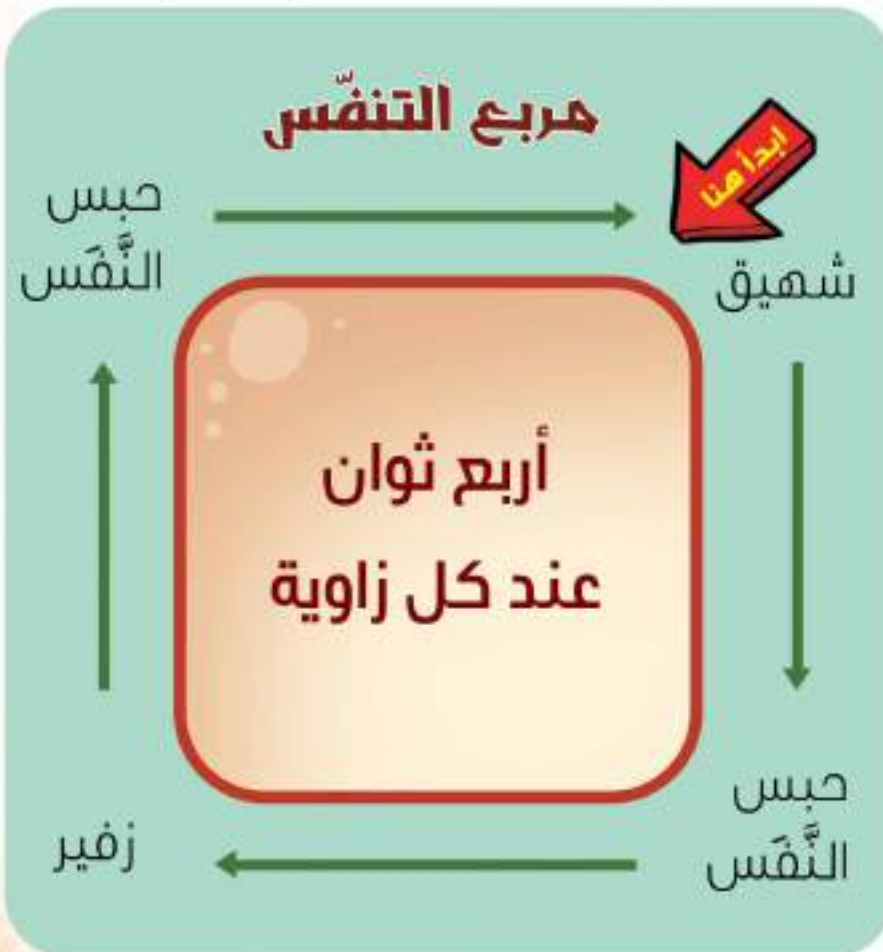 مربع التنفّس
ابدأ هنا
شهيق
حبس
النَّفَس
أربع ثوان
عند كل زاوية
حبس
النَّفَس
زفير